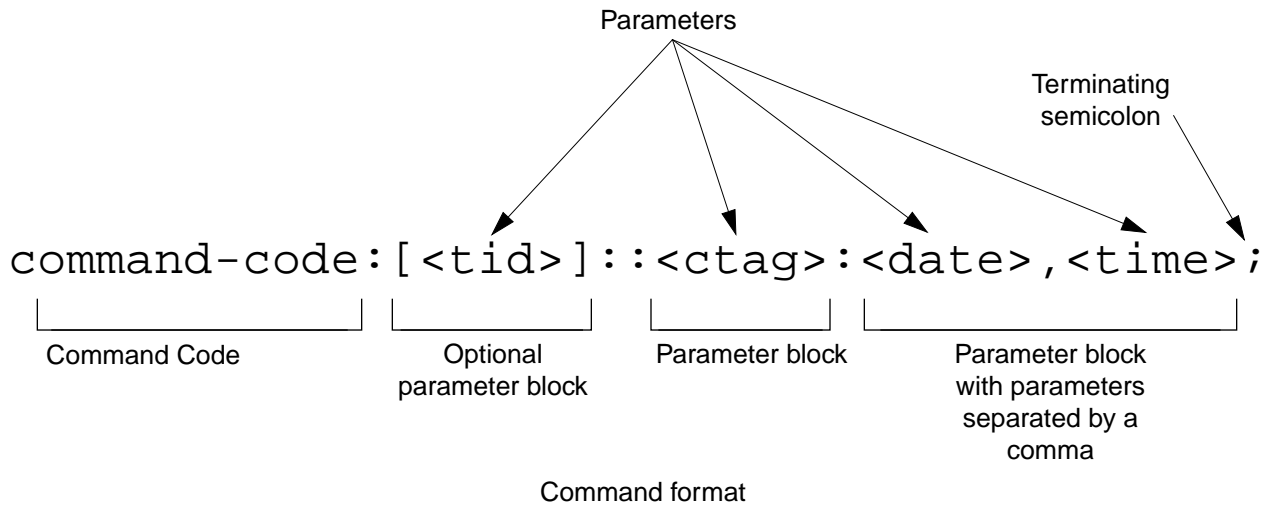 Parameters
Terminating
semicolon
command-code:[<tid>]::<ctag>:<date>,<time>;
Command Code
Optional
parameter block
Parameter block
Parameter block
with parameters
separated by a
comma
Command format